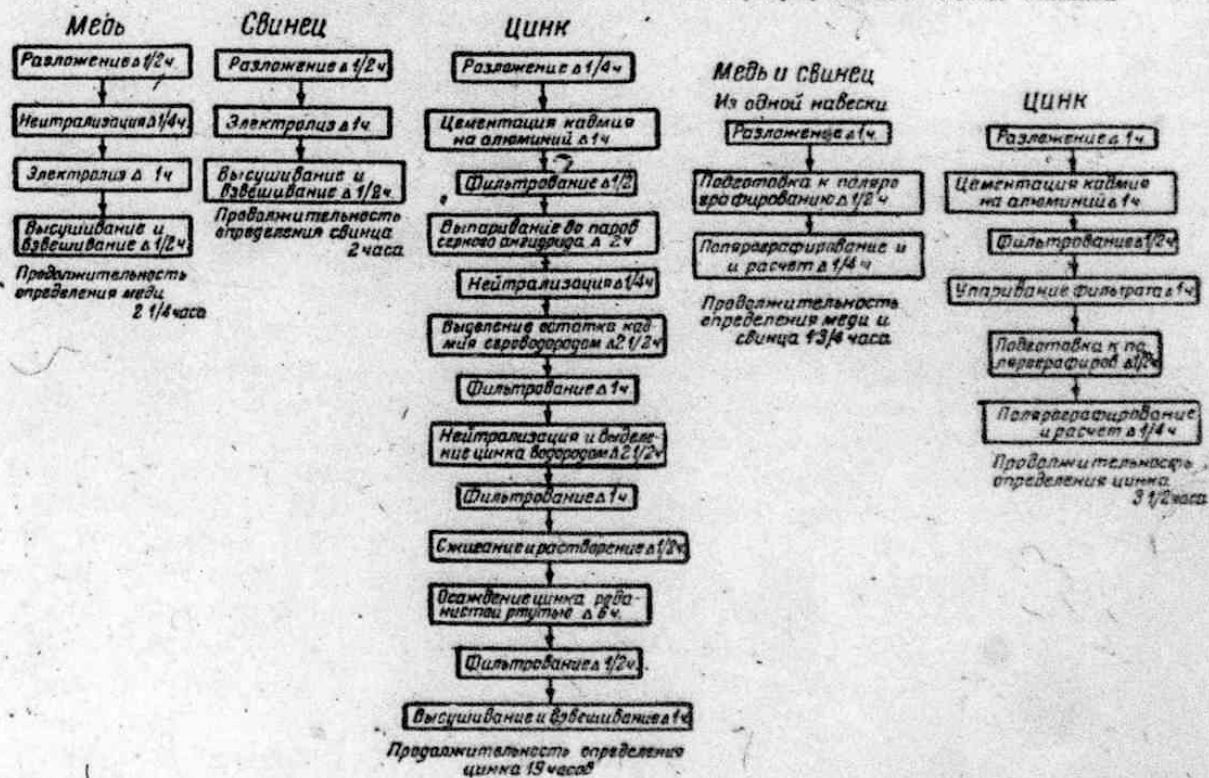 Медь
Разложение Δ 1/2 ч.
Нейтрализация Δ 1/4 ч
Электролиз Δ 1 ч
Высушивание и
взвешивание Δ 1/2 ч
Продолжительность
определения меди
2 1/4 часа
Свинец
Разложение Δ 1/2 ч
Электролиз Δ 1 ч
Высушивание и
взвешивание Δ 1/2 ч.
Продолжительность
определения свинца
2 часа
Цинк
Разложение Δ 1/4 ч
Цементация кадмия
на алюминий Δ 1 ч
Фильтрование Δ 1/2
Выпаривание до паров
серного ангидрида Δ 2 ч
Нейтрализация Δ 1/4 ч
Выделение остатка кад-
мия сероводородом Δ 2 1/2 ч
Фильтрование Δ 1 ч
Нейтрализация и выделе-
ние цинка водородом Δ 2 1/2 ч
Фильтрование Δ 1 ч
Сжигание и растворение Δ 1/2 ч
Осаждение цинка рода-
нистой ртутью Δ 6 ч.
Фильтрование Δ 1/2 ч.
Высушивание и взвешивание Δ 1 ч
Продолжительность определения
цинка 19 часов
Медь и свинец
Из одной навески
Разложение Δ 1 ч.
Подготовка к поляро
графированию Δ 1/2 ч
Полярографирование и
и расчет Δ 1/4 ч
Продолжительность
определения меди и
свинца 1 3/4 часа
Цинк
Разложение Δ 1 ч.
Цементация кадмия
на алюминий Δ 1 ч
Фильтрование Δ 1/2 ч
Упаривание фильтрата Δ 1 ч
Подготовка к по
лярографиров Δ 1/2 ч
Полярографирование
и расчет Δ 1/4 ч
Продолжительность
определения цинка
3 1/2 часа